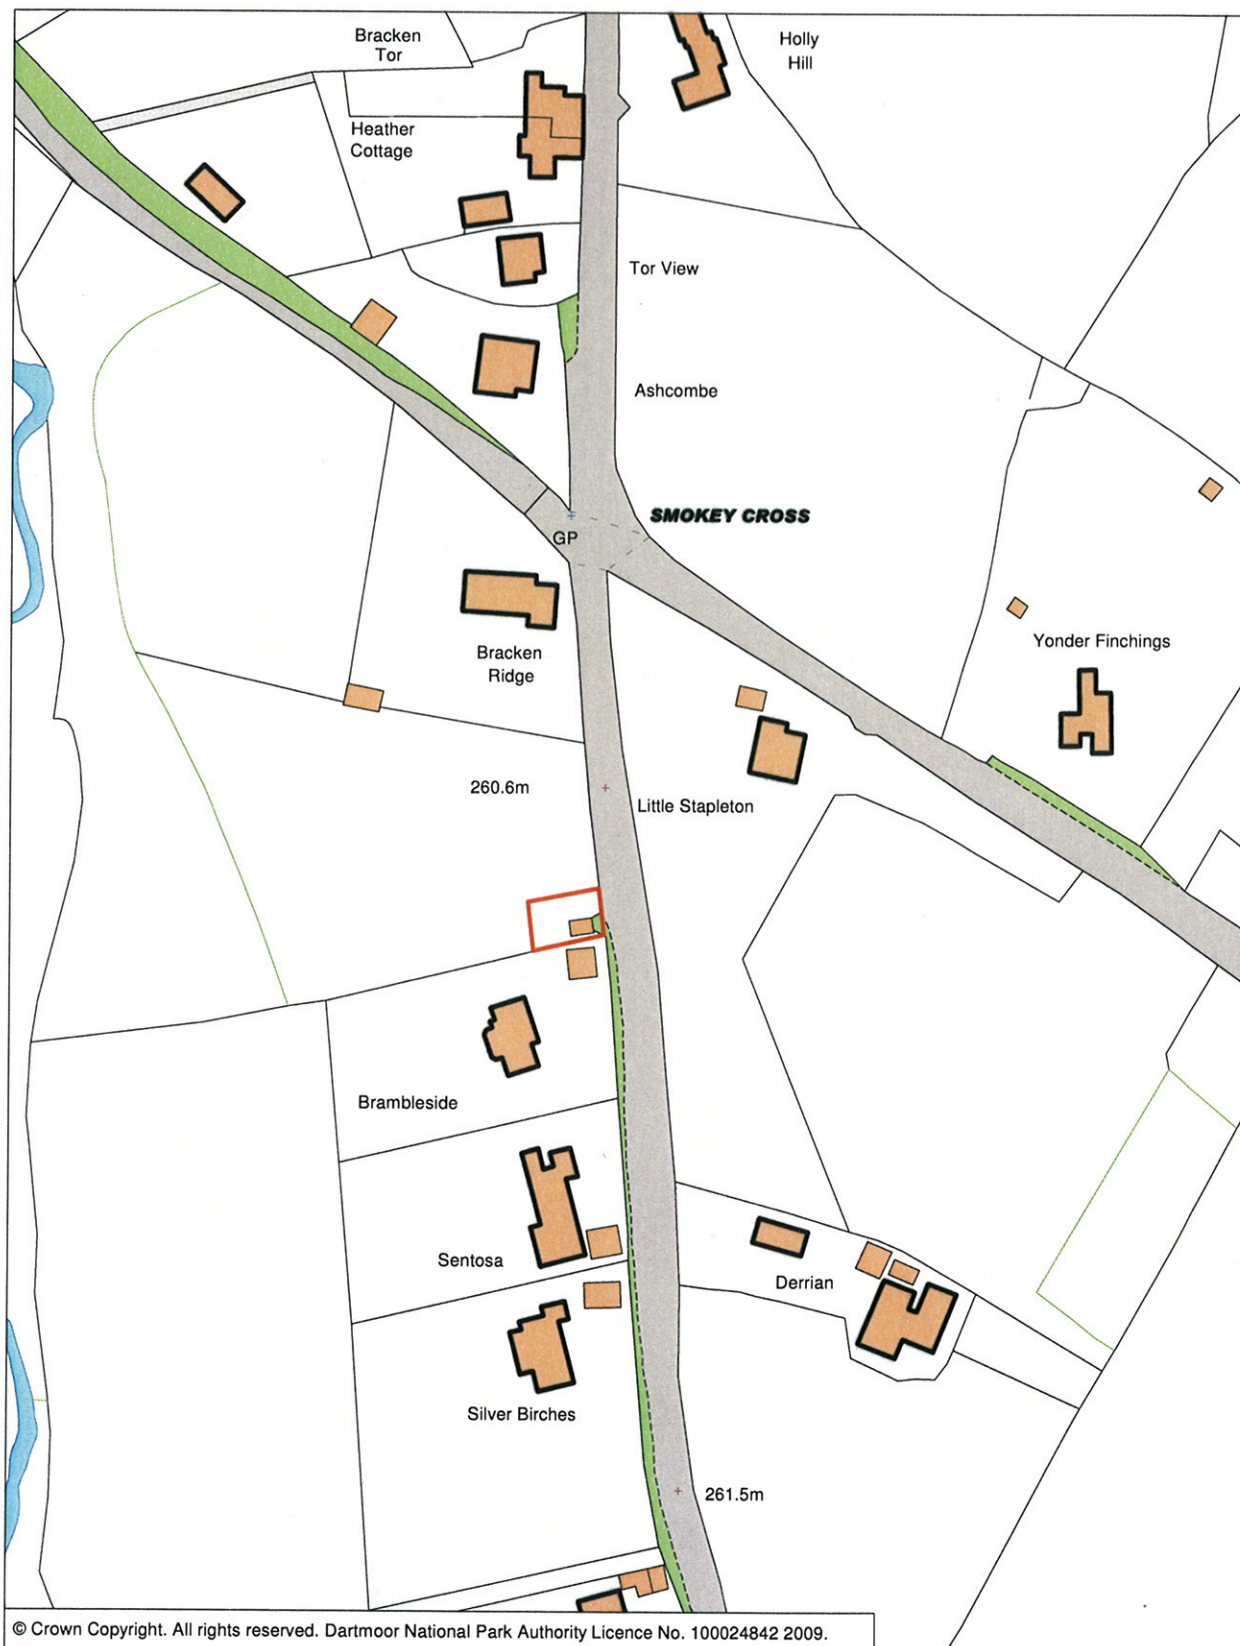 Bracken
Tor
Holly
Hill
Heather
Cottage
Tor View
Ashcombe
SMOKEY CROSS
GP
Bracken
Ridge
Yonder Finchings
260.6m
Little Stapleton
Brambleside
Sentosa
Derrian
Silver Birches
261.5m
© Crown Copyright. All rights reserved. Dartmoor National Park Authority Licence No. 100024842 2009.